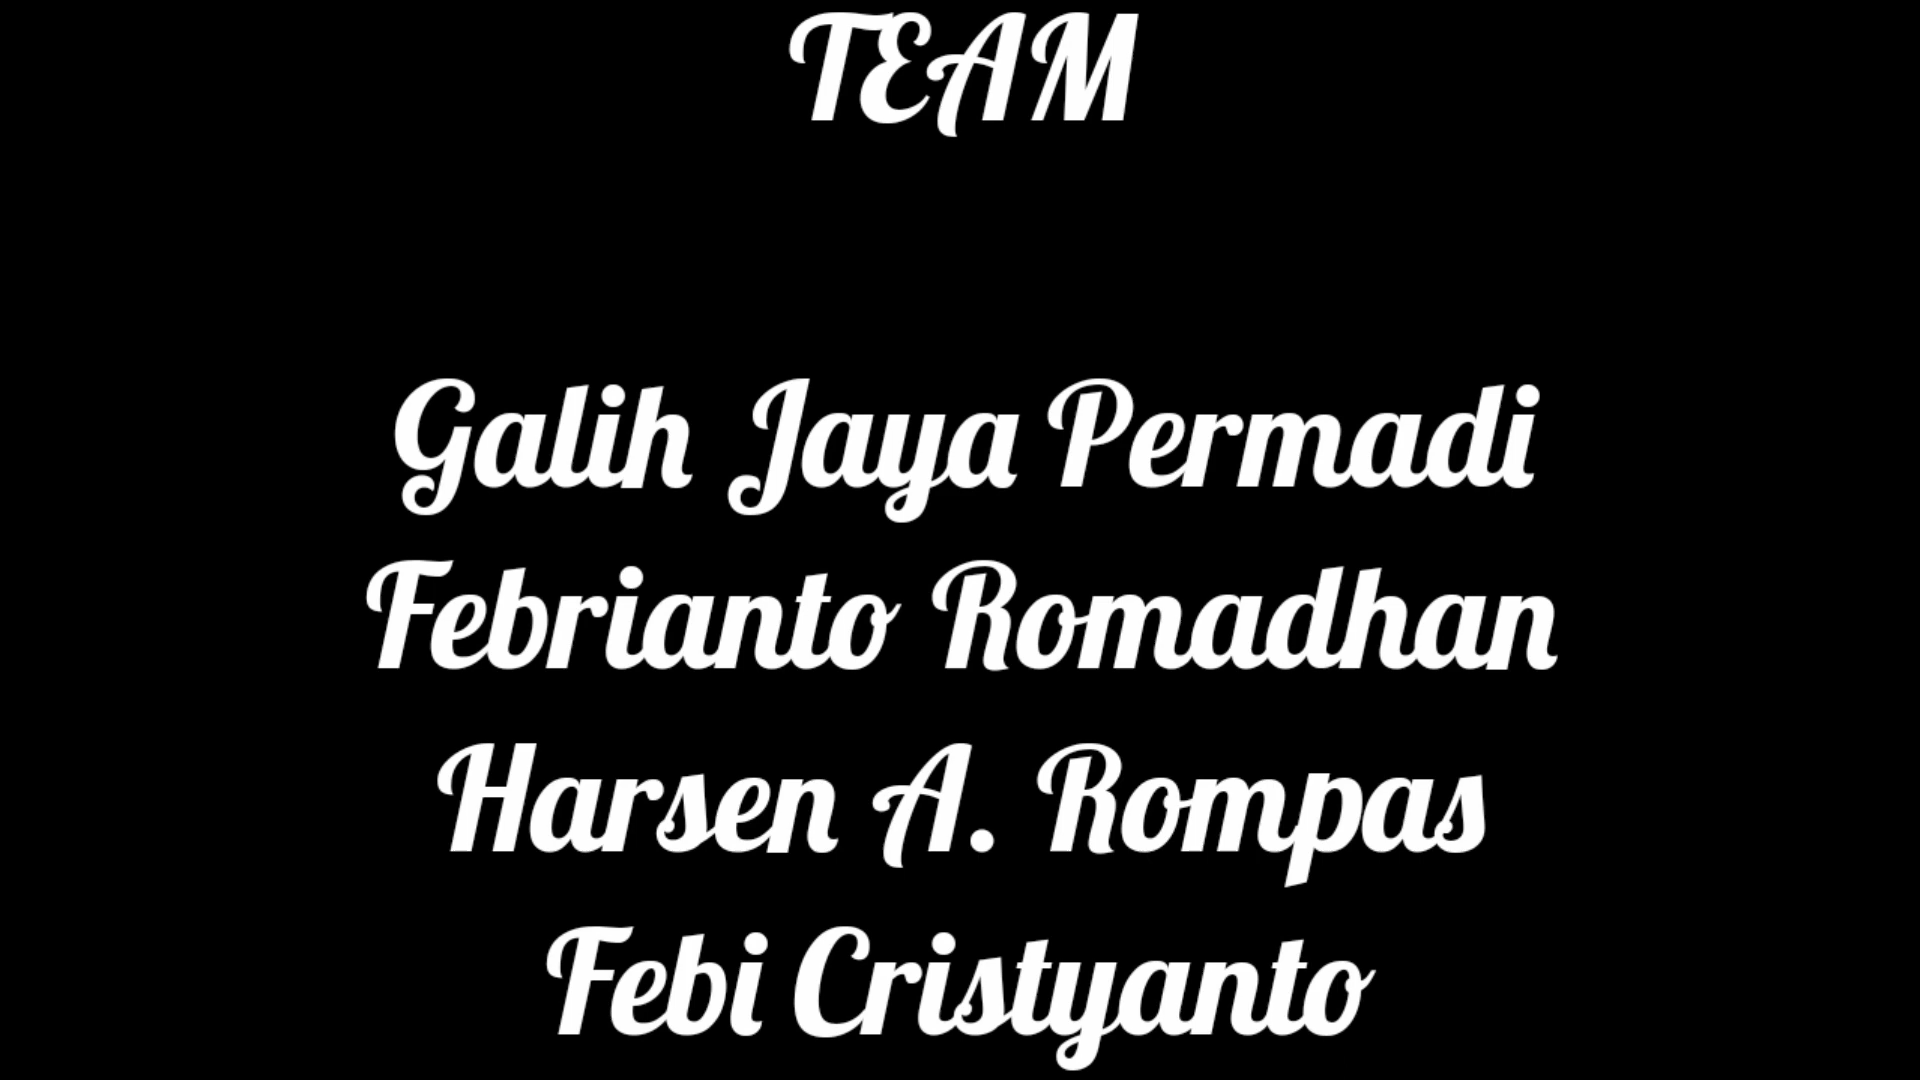 TEAM
Galih Jaya Permadi
Febrianto Romadhan
Harsen A. Rompas
Febi Cristyanto